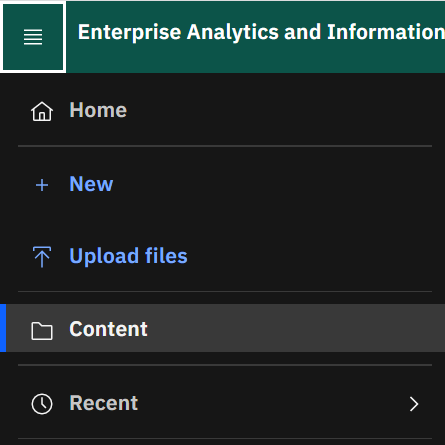 Enterprise Analytics and Information
Home
New
Upload files
Content
Recent